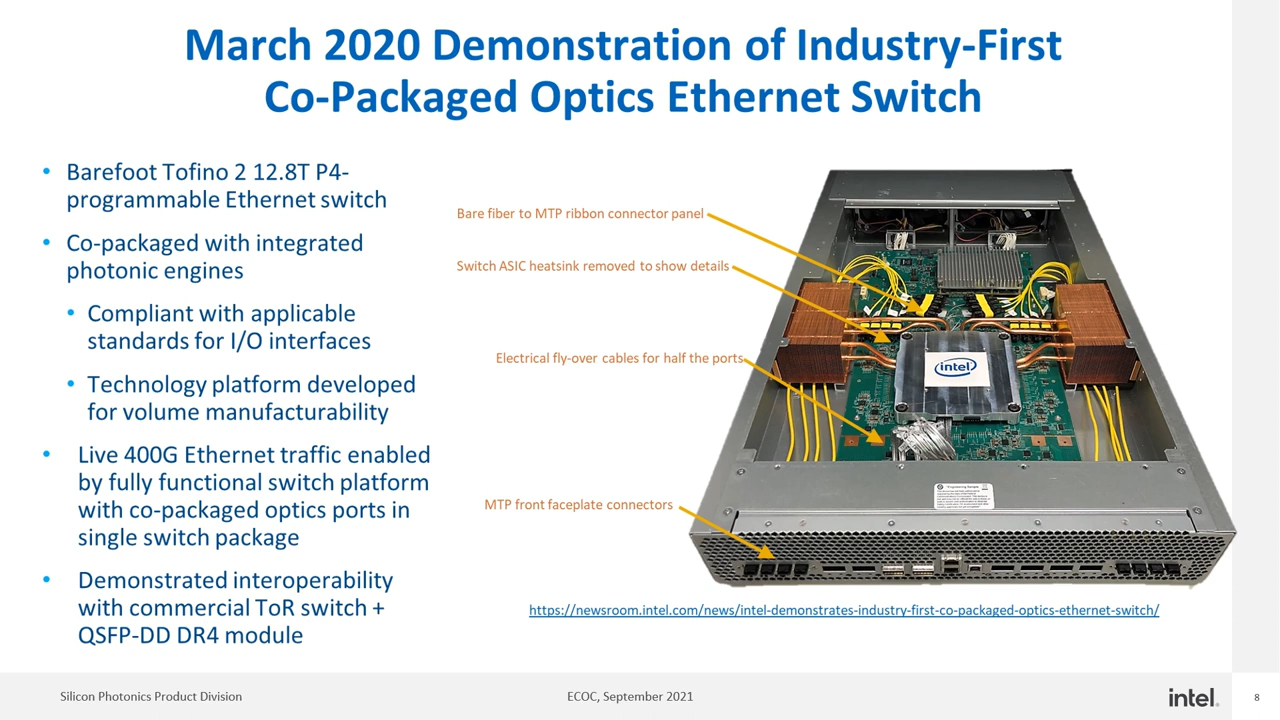 March 2020 Demonstration of Industry-First
Co-Packaged Optics Ethernet Switch
• Barefoot Tofino 2 12.8T P4-
programmable Ethernet switch
• Co-packaged with integrated
photonic engines
• Compliant with applicable
standards for I/O interfaces
• Technology platform developed
for volume manufacturability
• Live 400G Ethernet traffic enabled
by fully functional switch platform
with co-packaged optics ports in
single switch package
• Demonstrated interoperability
with commercial ToR switch +
QSFP-DD DR4 module
Bare fiber to MTP ribbon connector panel
Switch ASIC heatsink removed to show details
Electrical fly-over cables for half the ports
MTP front faceplate connectors
intel
Engineering Sample
https://newsroom.intel.com/news/intel-demonstrates-industry-first-co-packaged-optics-ethernet-switch/
Silicon Photonics Product Division
ECOC, September 2021
intel.
8